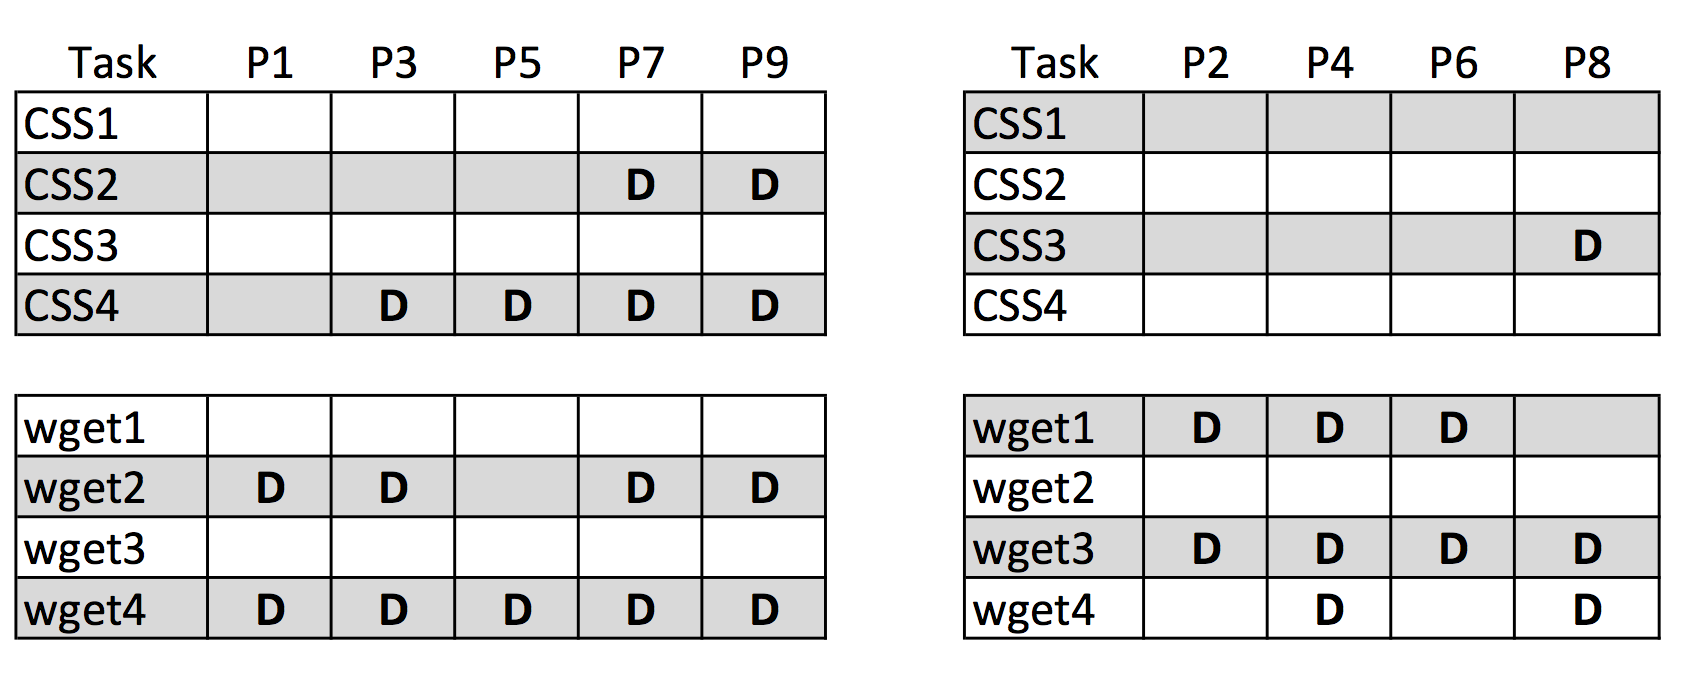 Task P1 P3 P5 P7 P9
CSS1
CSS2 D D
CSS3
CSS4 D D D D
wget1
wget2 D D D D
wget3
wget4 D D D D D
Task P2 P4 P6 P8
CSS1
CSS2
CSS3 D
CSS4
wget1 D D D
wget2
wget3 D D D D
wget4 D D